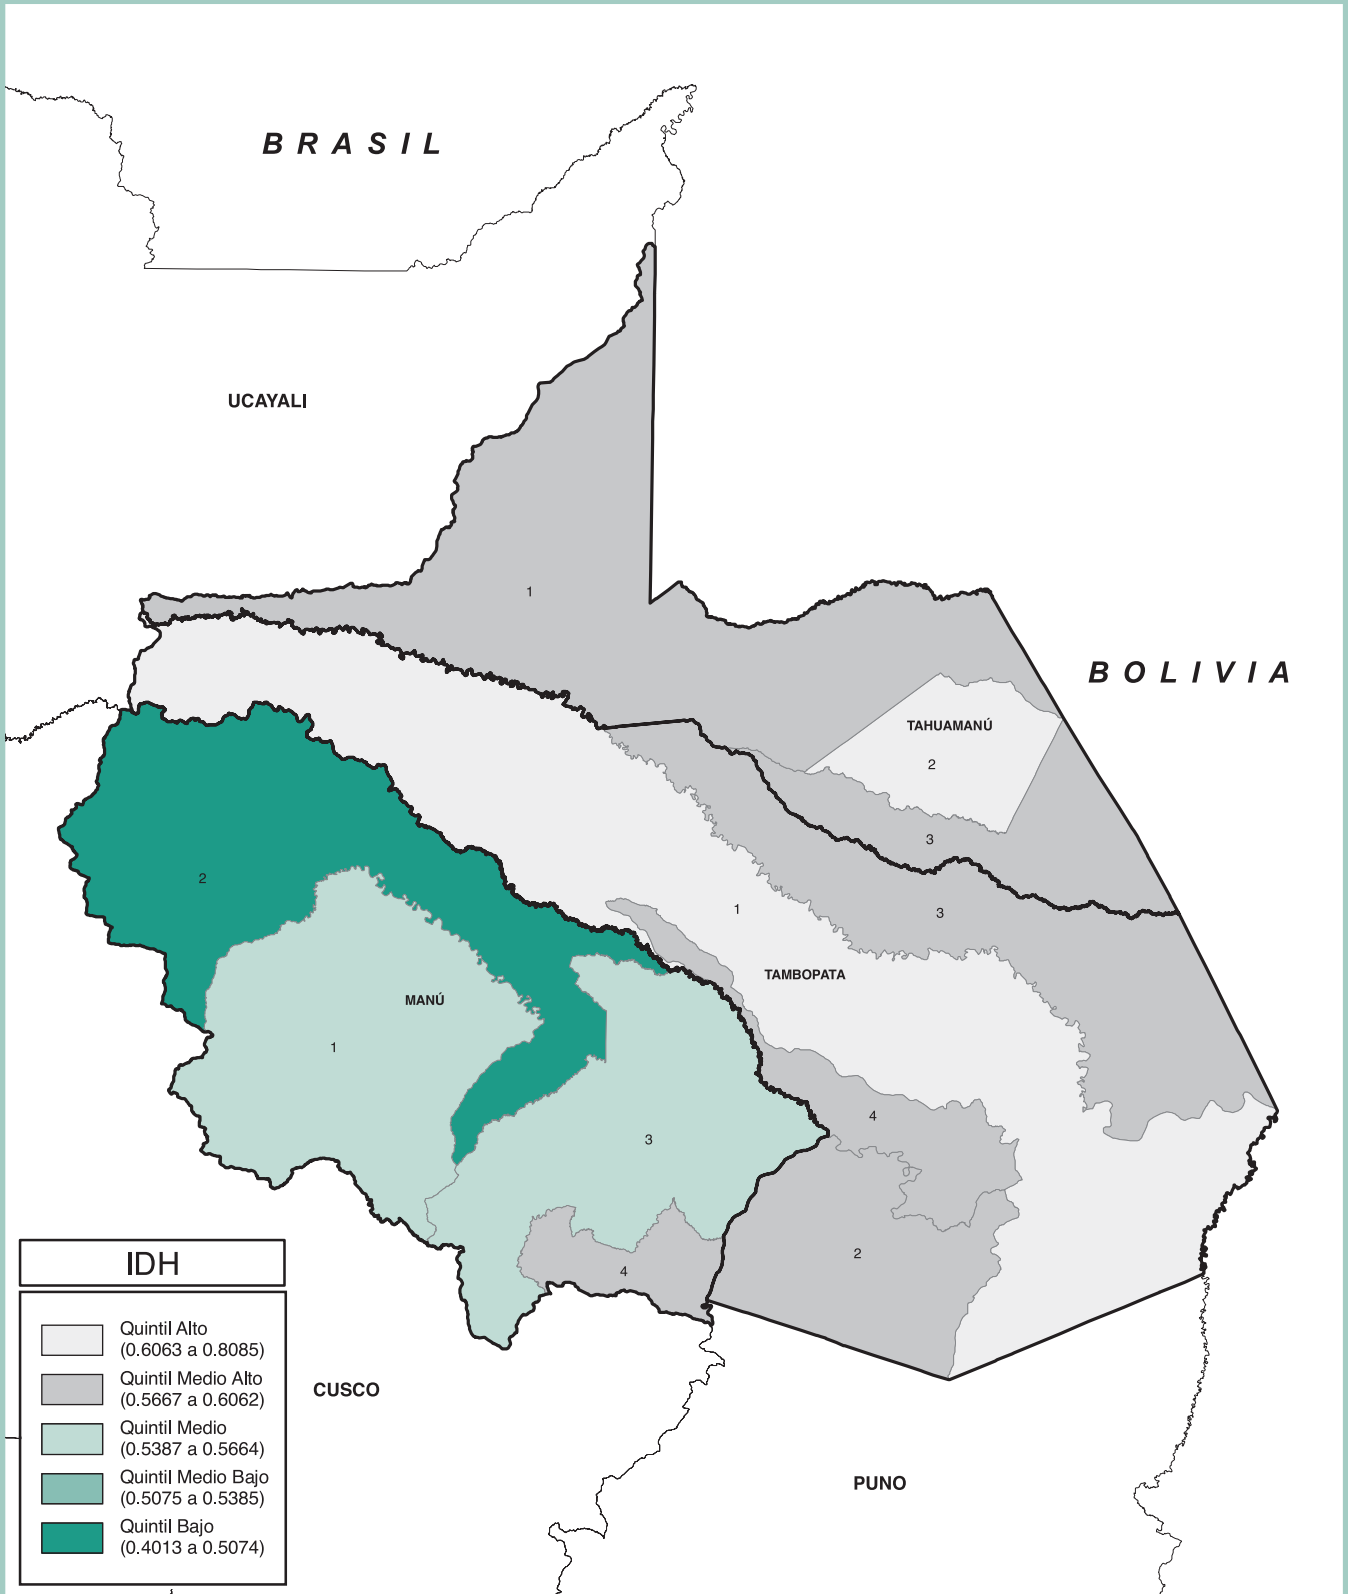 BRASIL
UCAYALI
1
BOLIVIA
TAHUAMANÚ
2
3
2
1
3
TAMBOPATA
MANÚ
1
4
3
2
4
IDH
Quintil Alto
(0.6063 a 0.8085)
Quintil Medio Alto
(0.5667 a 0.6062)
Quintil Medio
(0.5387 a 0.5664)
Quintil Medio Bajo
(0.5075 a 0.5385)
Quintil Bajo
(0.4013 a 0.5074)
CUSCO
PUNO